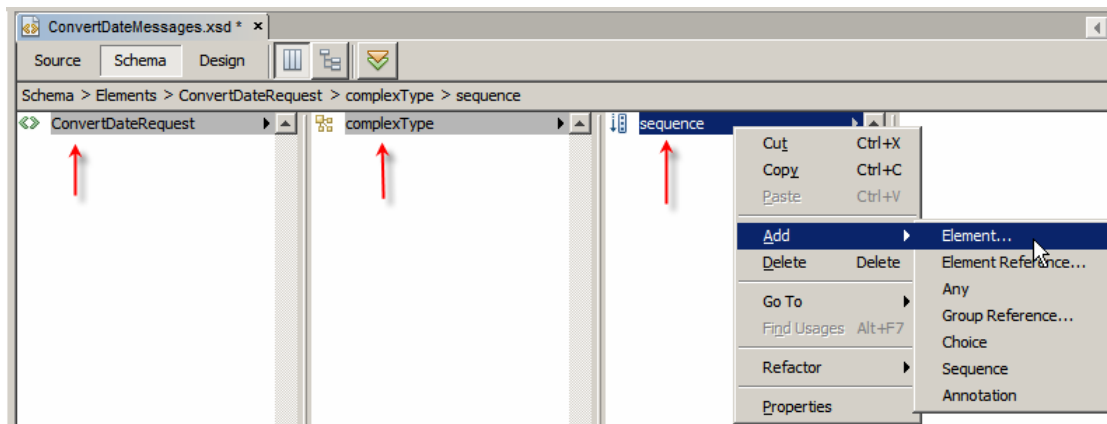 ConvertDateMessages.xsd * ×
Source Schema Design
Schema > Elements > ConvertDateRequest > complexType > sequence
ConvertDateRequest
complexType
sequence
Cut Ctrl+X
Copy Ctrl+C
Paste Ctrl+V
Add
Delete Delete
Go To
Find Usages Alt+F7
Refactor
Properties
Element...
Element Reference...
Any
Group Reference...
Choice
Sequence
Annotation